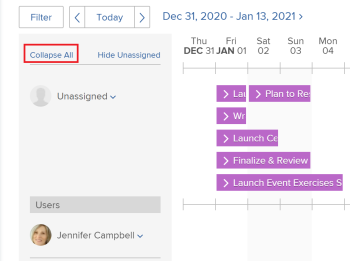 Filter < Today > Dec 31, 2020 - Jan 13, 2021 >
Thu Fri Sat Sun Mon
DEC 31 JAN 01 02 03 04
Collapse All Hide Unassigned
Unassigned
> Lau > Plan to Res
> Wr
> Launch Ce
> Finalize & Review
> Launch Event Exercises S
Users
Jennifer Campbell